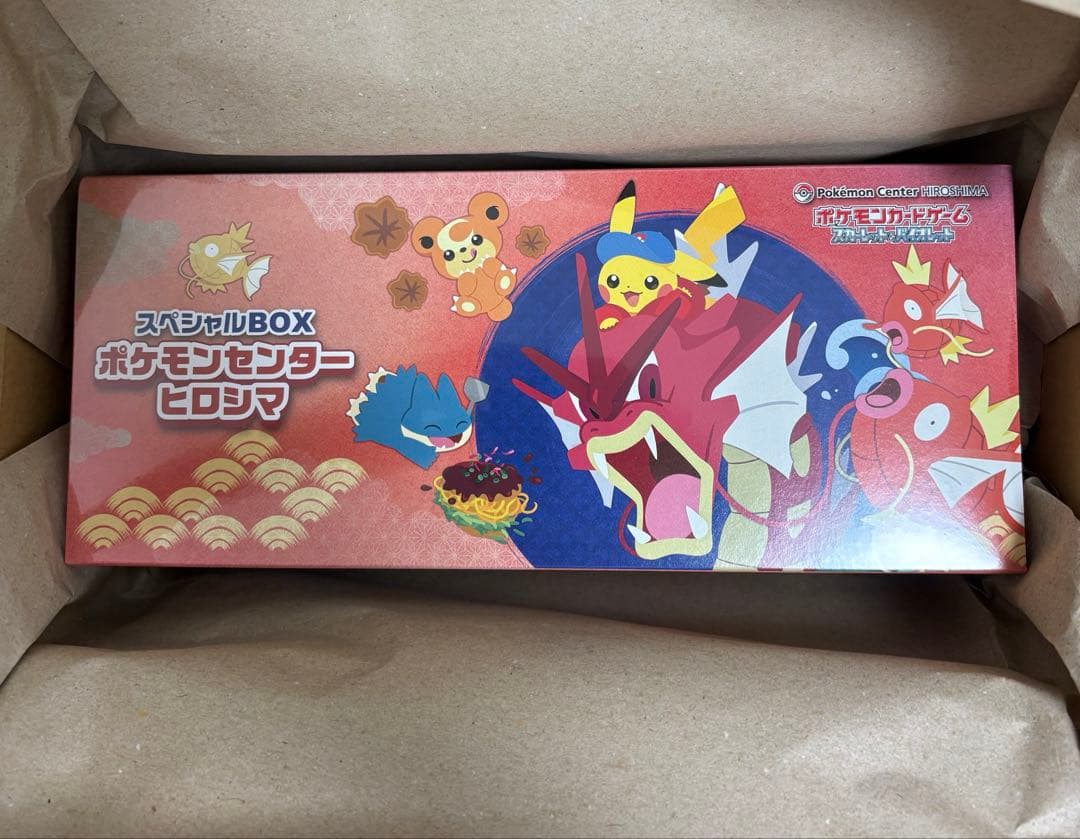 Pokémon Center HIROSHIMA
ポケモンカードゲーム
スカーレット&バイオレット
スペシャルBOX
ポケモンセンター
ヒロシマ